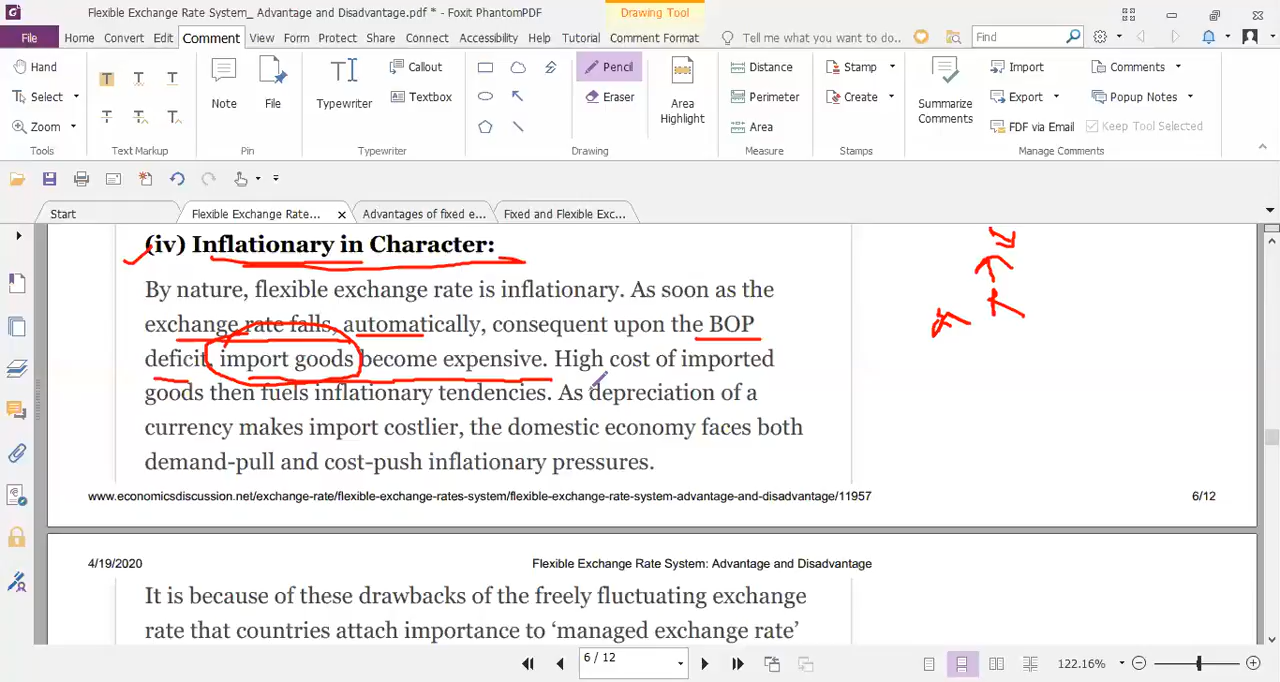 Flexible Exchange Rate System_ Advantage and Disadvantage.pdf * - Foxit PhantomPDF
Drawing Tool
File Home Convert Edit Comment View Form Protect Share Connect Accessibility Help Tutorial Comment Format Tell me what you want to do.. Find
Hand
Select
Zoom
Tools
T T T
T T T
Text Markup
Note
File
Pin
Typewriter
Callout
Textbox
Typewriter
Pencil
Eraser
Drawing
Area Highlight
Distance
Perimeter
Area
Measure
Stamp
Create
Stamps
Summarize Comments
Import
Export
FDF via Email
Comments
Popup Notes
Keep Tool Selected
Manage Comments
Start
Flexible Exchange Rate...
Advantages of fixed e...
Fixed and Flexible Exc...
(iv) Inflationary in Character:
By nature, flexible exchange rate is inflationary. As soon as the
exchange rate falls, automatically, consequent upon the BOP
deficit, import goods become expensive. High cost of imported
goods then fuels inflationary tendencies. As depreciation of a
currency makes import costlier, the domestic economy faces both
demand-pull and cost-push inflationary pressures.
www.economicsdiscussion.net/exchange-rate/flexible-exchange-rates-system/flexible-exchange-rate-system-advantage-and-disadvantage/11957 6/12
4/19/2020 Flexible Exchange Rate System: Advantage and Disadvantage
It is because of these drawbacks of the freely fluctuating exchange
rate that countries attach importance to ‘managed exchange rate’
6 / 12
122.16%